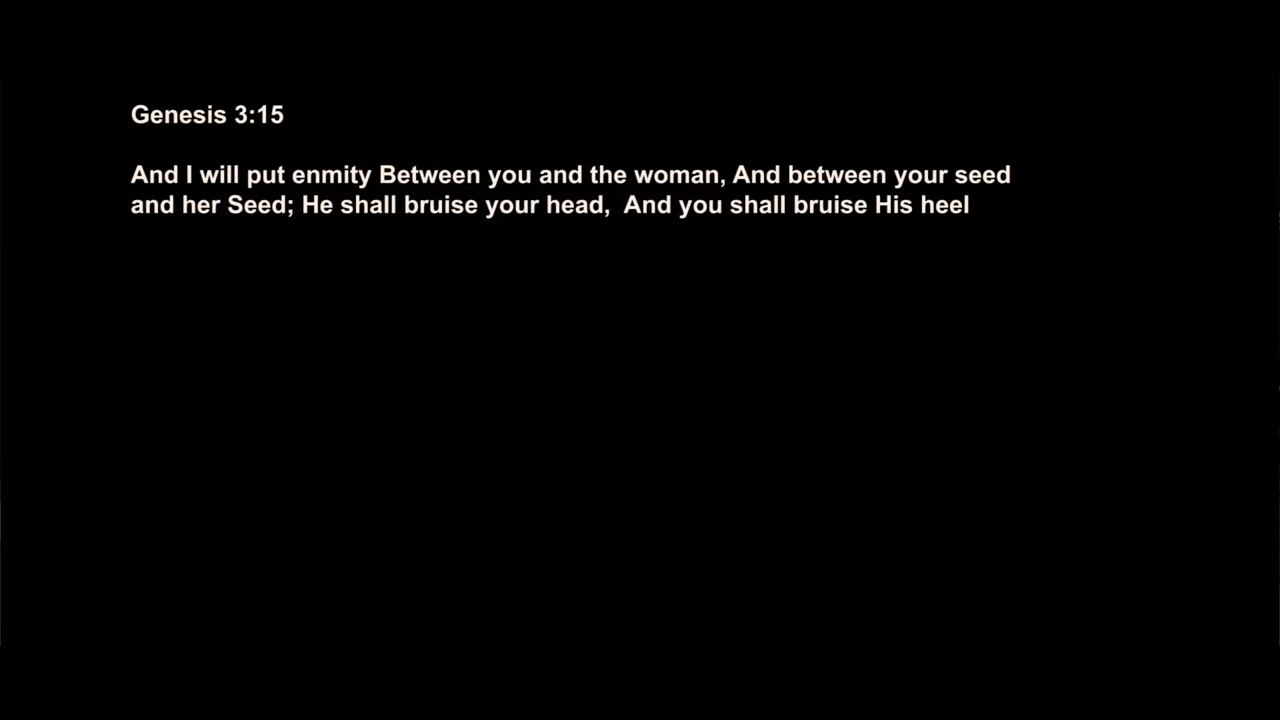 Genesis 3:15
And I will put enmity Between you and the woman, And between your seed
and her Seed; He shall bruise your head,  And you shall bruise His heel